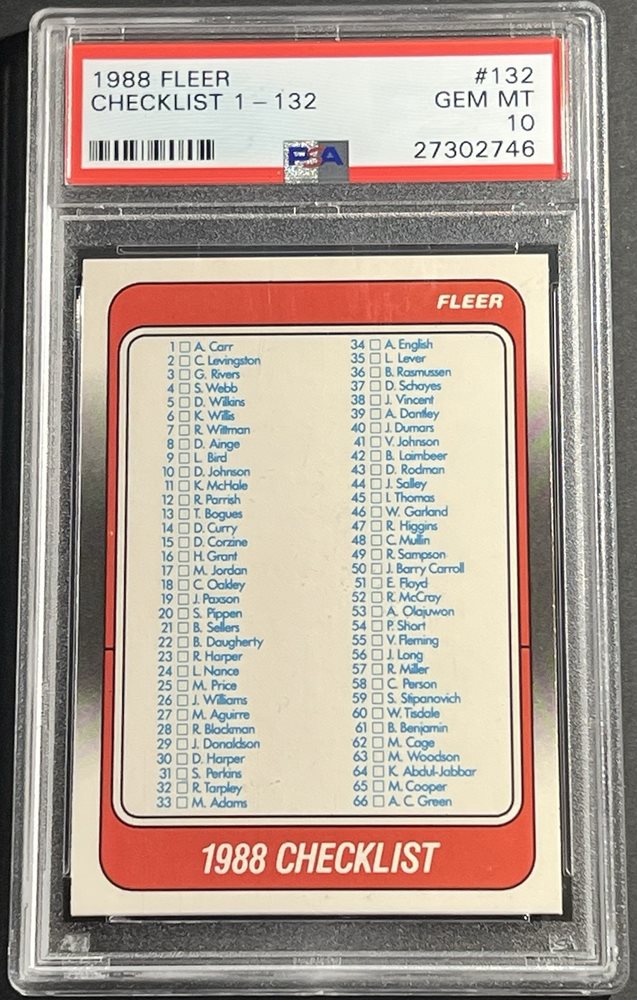 1988 FLEER #132
CHECKLIST 1 - 132 GEM MT
10
PSA 27302746
FLEER
1 A. Carr
2 C. Levingston
3 G. Rivers
4 S. Webb
5 D. Wilkins
6 K. Willis
7 R. Wittman
8 D. Ainge
9 L. Bird
10 D. Johnson
11 K. McHale
12 R. Parrish
13 T. Bogues
14 D. Curry
15 D. Corzine
16 H. Grant
17 M. Jordan
18 C. Oakley
19 J. Paxson
20 S. Pippen
21 B. Sellers
22 B. Daugherty
23 R. Harper
24 L. Nance
25 M. Price
26 J. Williams
27 M. Aguirre
28 R. Blackman
29 J. Donaldson
30 D. Harper
31 S. Perkins
32 R. Tarpley
33 M. Adams
34 A. English
35 L. Lever
36 B. Rasmussen
37 D. Schayes
38 J. Vincent
39 A. Dantley
40 J. Dumars
41 V. Johnson
42 B. Laimbeer
43 D. Rodman
44 J. Salley
45 I. Thomas
46 W. Garland
47 R. Higgins
48 C. Mullin
49 R. Sampson
50 J. Barry Carroll
51 E. Floyd
52 R. McCray
53 A. Olajuwon
54 P. Short
55 V. Fleming
56 J. Long
57 R. Miller
58 C. Person
59 S. Stipanovich
60 W. Tisdale
61 B. Benjamin
62 M. Cage
63 M. Woodson
64 K. Abdul-Jabbar
65 M. Cooper
66 A. C. Green
1988 CHECKLIST